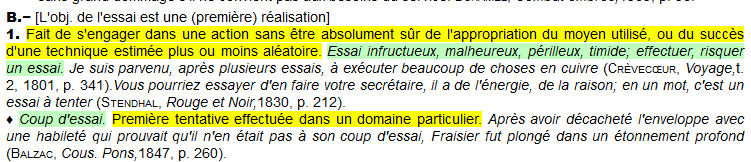 B.− [L'obj. de l'essai est une (première) réalisation]
1. Fait de s'engager dans une action sans être absolument sûr de l'appropriation du moyen utilisé, ou du succès
d'une technique estimée plus ou moins aléatoire. Essai infructueux, malheureux, périlleux, timide; effectuer, risquer
un essai. Je suis parvenu, après plusieurs essais, à exécuter beaucoup de choses en cuivre (CRÈVECŒUR, Voyage,t.
2, 1801, p. 341).Vous pourriez essayer d'en faire votre secrétaire, il a de l'énergie, de la raison; en un mot, c'est un
essai à tenter (STENDHAL, Rouge et Noir,1830, p. 212).
♦ Coup d'essai. Première tentative effectuée dans un domaine particulier. Après avoir décacheté l'enveloppe avec
une habileté qui prouvait qu'il n'en était pas à son coup d'essai, Fraisier fut plongé dans un étonnement profond
(BALZAC, Cous. Pons,1847, p. 260).